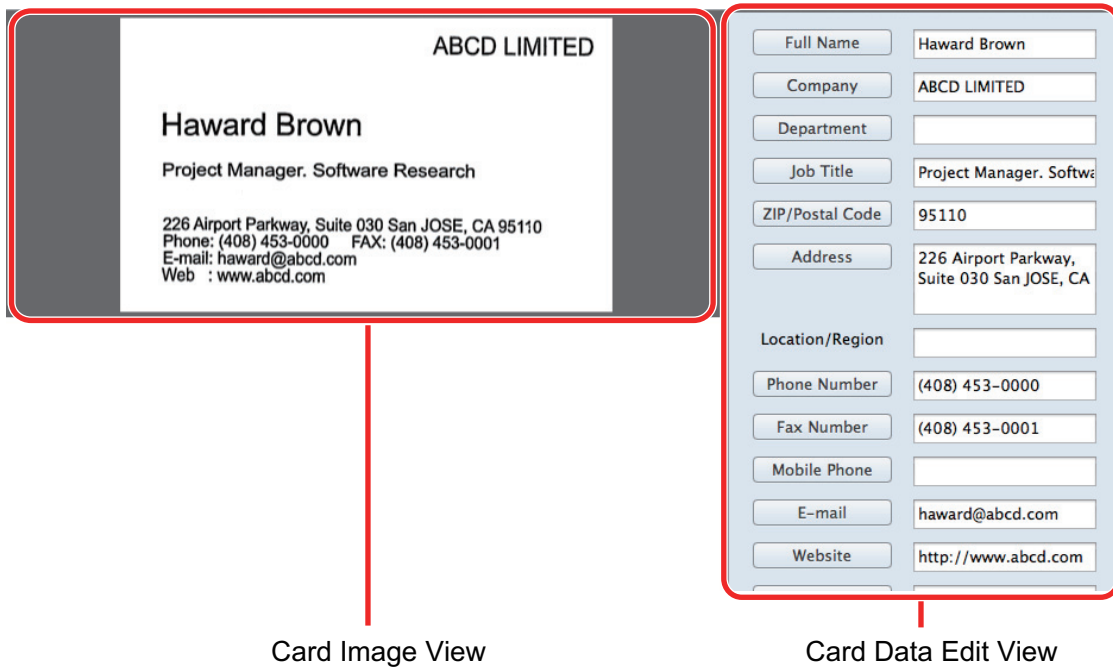 ABCD LIMITED
Haward Brown
Project Manager. Software Research
226 Airport Parkway, Suite 030 San JOSE, CA 95110
Phone: (408) 453-0000 FAX: (408) 453-0001
E-mail: haward@abcd.com
Web : www.abcd.com
Full Name Haward Brown
Company ABCD LIMITED
Department
Job Title Project Manager. Softwa
ZIP/Postal Code 95110
Address 226 Airport Parkway,
Suite 030 San JOSE, CA
Location/Region
Phone Number (408) 453-0000
Fax Number (408) 453-0001
Mobile Phone
E-mail haward@abcd.com
Website http://www.abcd.com
Card Image View
Card Data Edit View